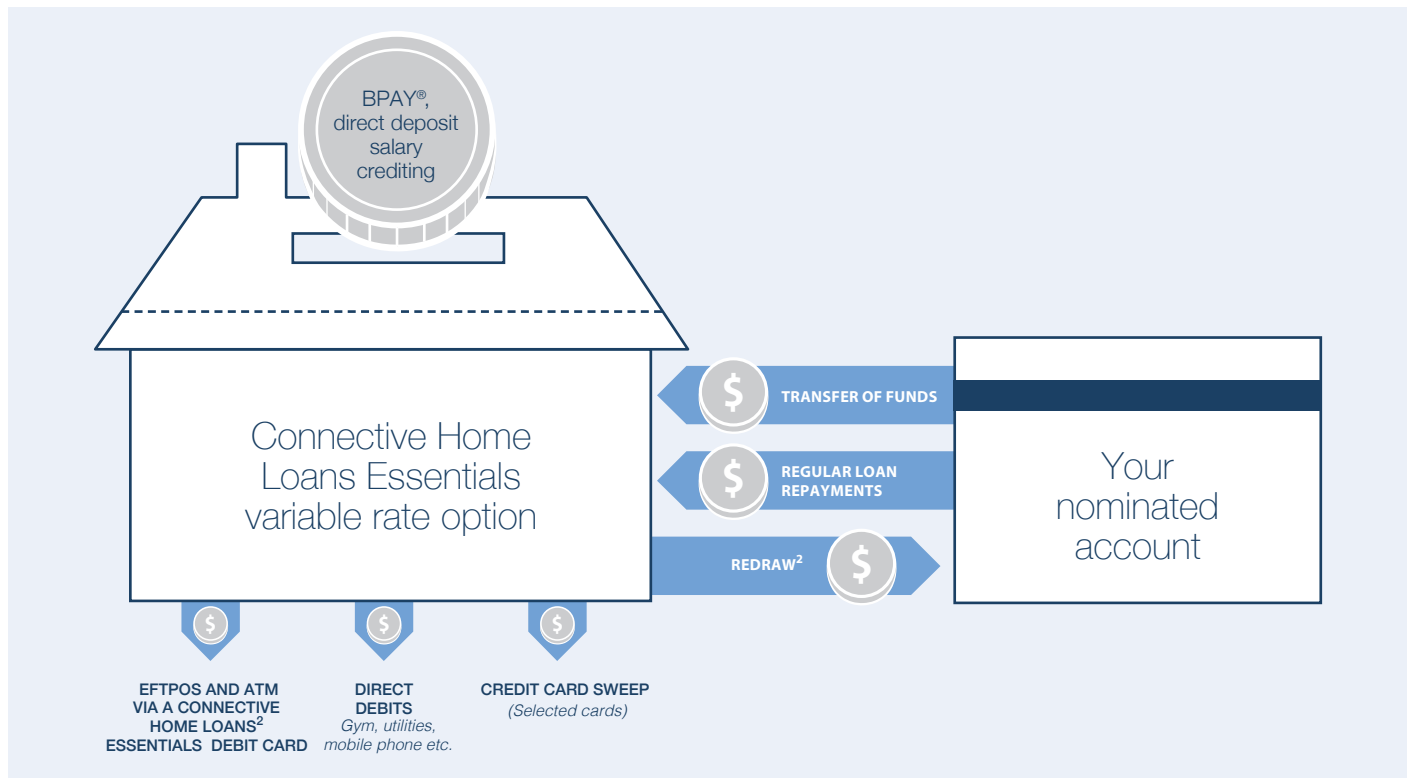 BPAY®,
direct deposit
salary
crediting
Connective Home
Loans Essentials
variable rate option
$ TRANSFER OF FUNDS
$ REGULAR LOAN
REPAYMENTS
REDRAW² $
Your
nominated
account
$
EFTPOS AND ATM
VIA A CONNECTIVE
HOME LOANS²
ESSENTIALS DEBIT CARD
$
DIRECT
DEBITS
Gym, utilities,
mobile phone etc.
$
CREDIT CARD SWEEP
(Selected cards)